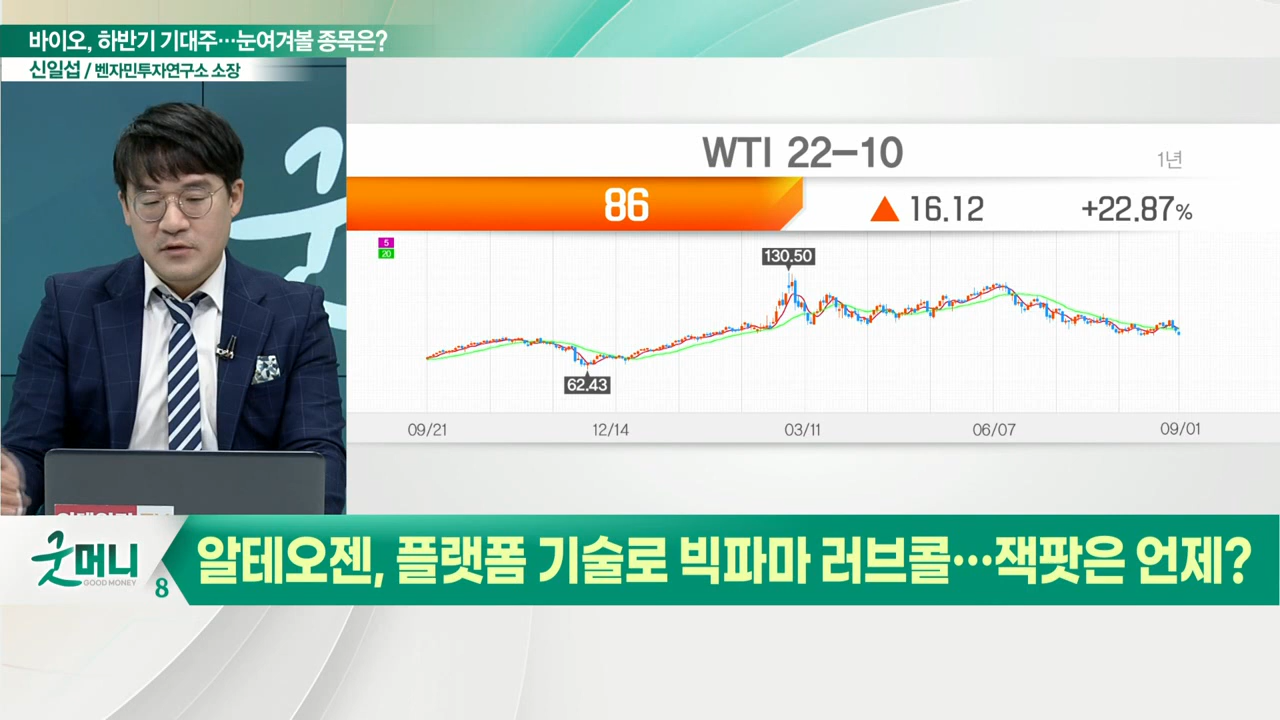 바이오, 하반기 기대주…눈여겨볼 종목은?
신일섭 / 벤자민투자연구소 소장
WTI 22-10
1년
86
▲ 16.12
+22.87%
5
20
130.50
62.43
09/21
12/14
03/11
06/07
09/01
굿머니
GOOD MONEY
8
알테오젠, 플랫폼 기술로 빅파마 러브콜…잭팟은 언제?